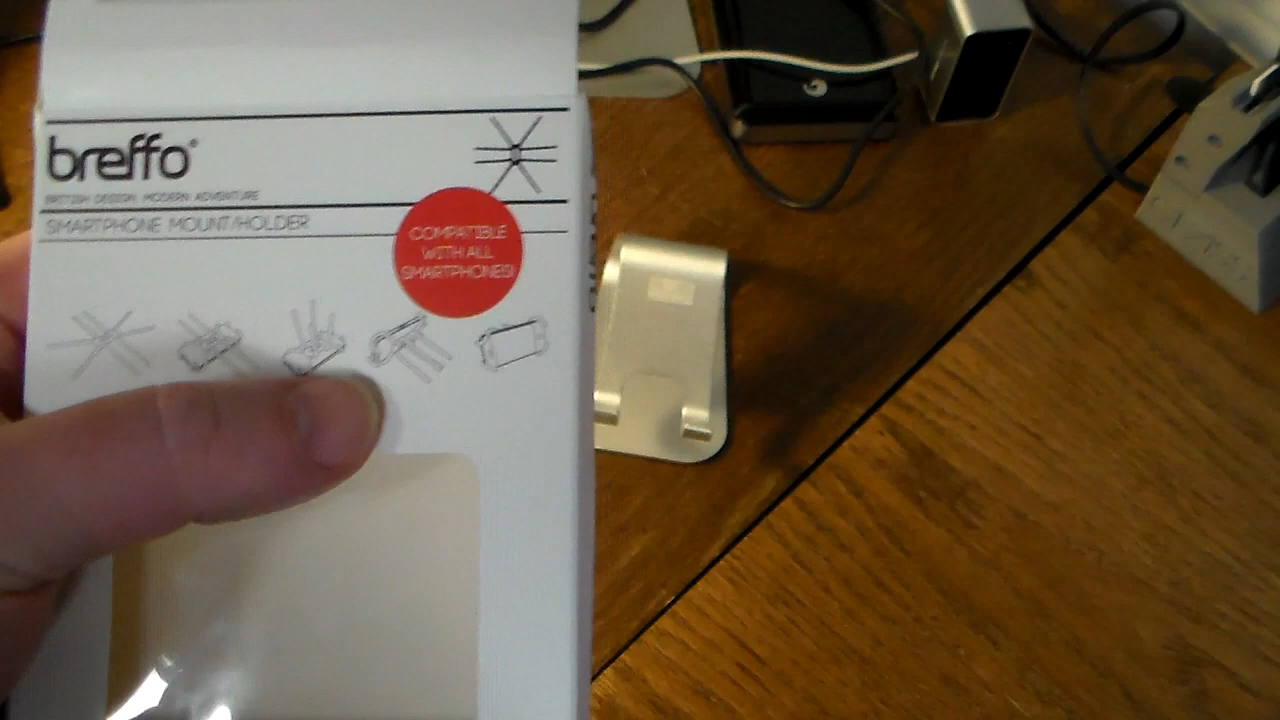 breffo®
BRITISH DESIGN MODERN ADVENTURE
SMARTPHONE MOUNT/HOLDER
COMPATIBLE
WITH ALL
SMARTPHONES!